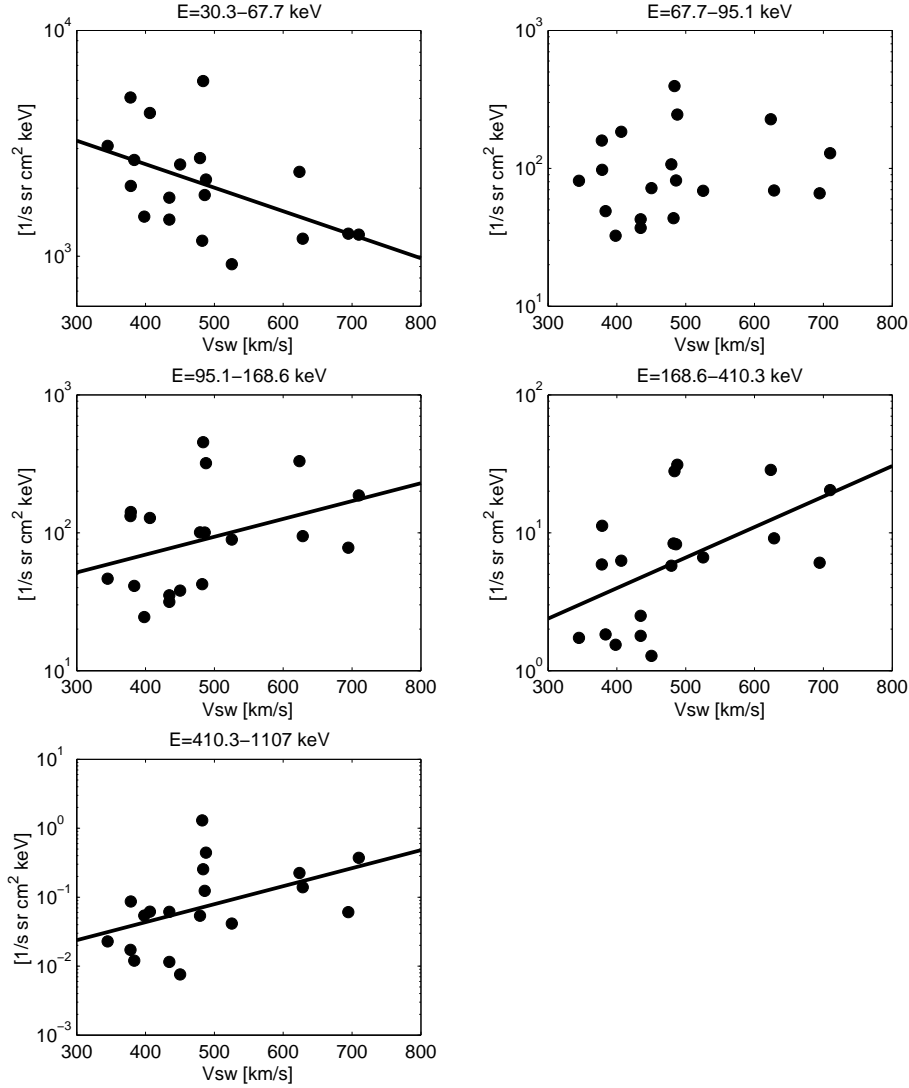 E=30.3−67.7 keV
10^4
10^3
[1/s sr cm^2 keV]
300 400 500 600 700 800
Vsw [km/s]
E=67.7−95.1 keV
10^3
10^2
10^1
[1/s sr cm^2 keV]
300 400 500 600 700 800
Vsw [km/s]
E=95.1−168.6 keV
10^3
10^2
10^1
[1/s sr cm^2 keV]
300 400 500 600 700 800
Vsw [km/s]
E=168.6−410.3 keV
10^2
10^1
10^0
[1/s sr cm^2 keV]
300 400 500 600 700 800
Vsw [km/s]
E=410.3−1107 keV
10^1
10^0
10^−1
10^−2
10^−3
[1/s sr cm^2 keV]
300 400 500 600 700 800
Vsw [km/s]